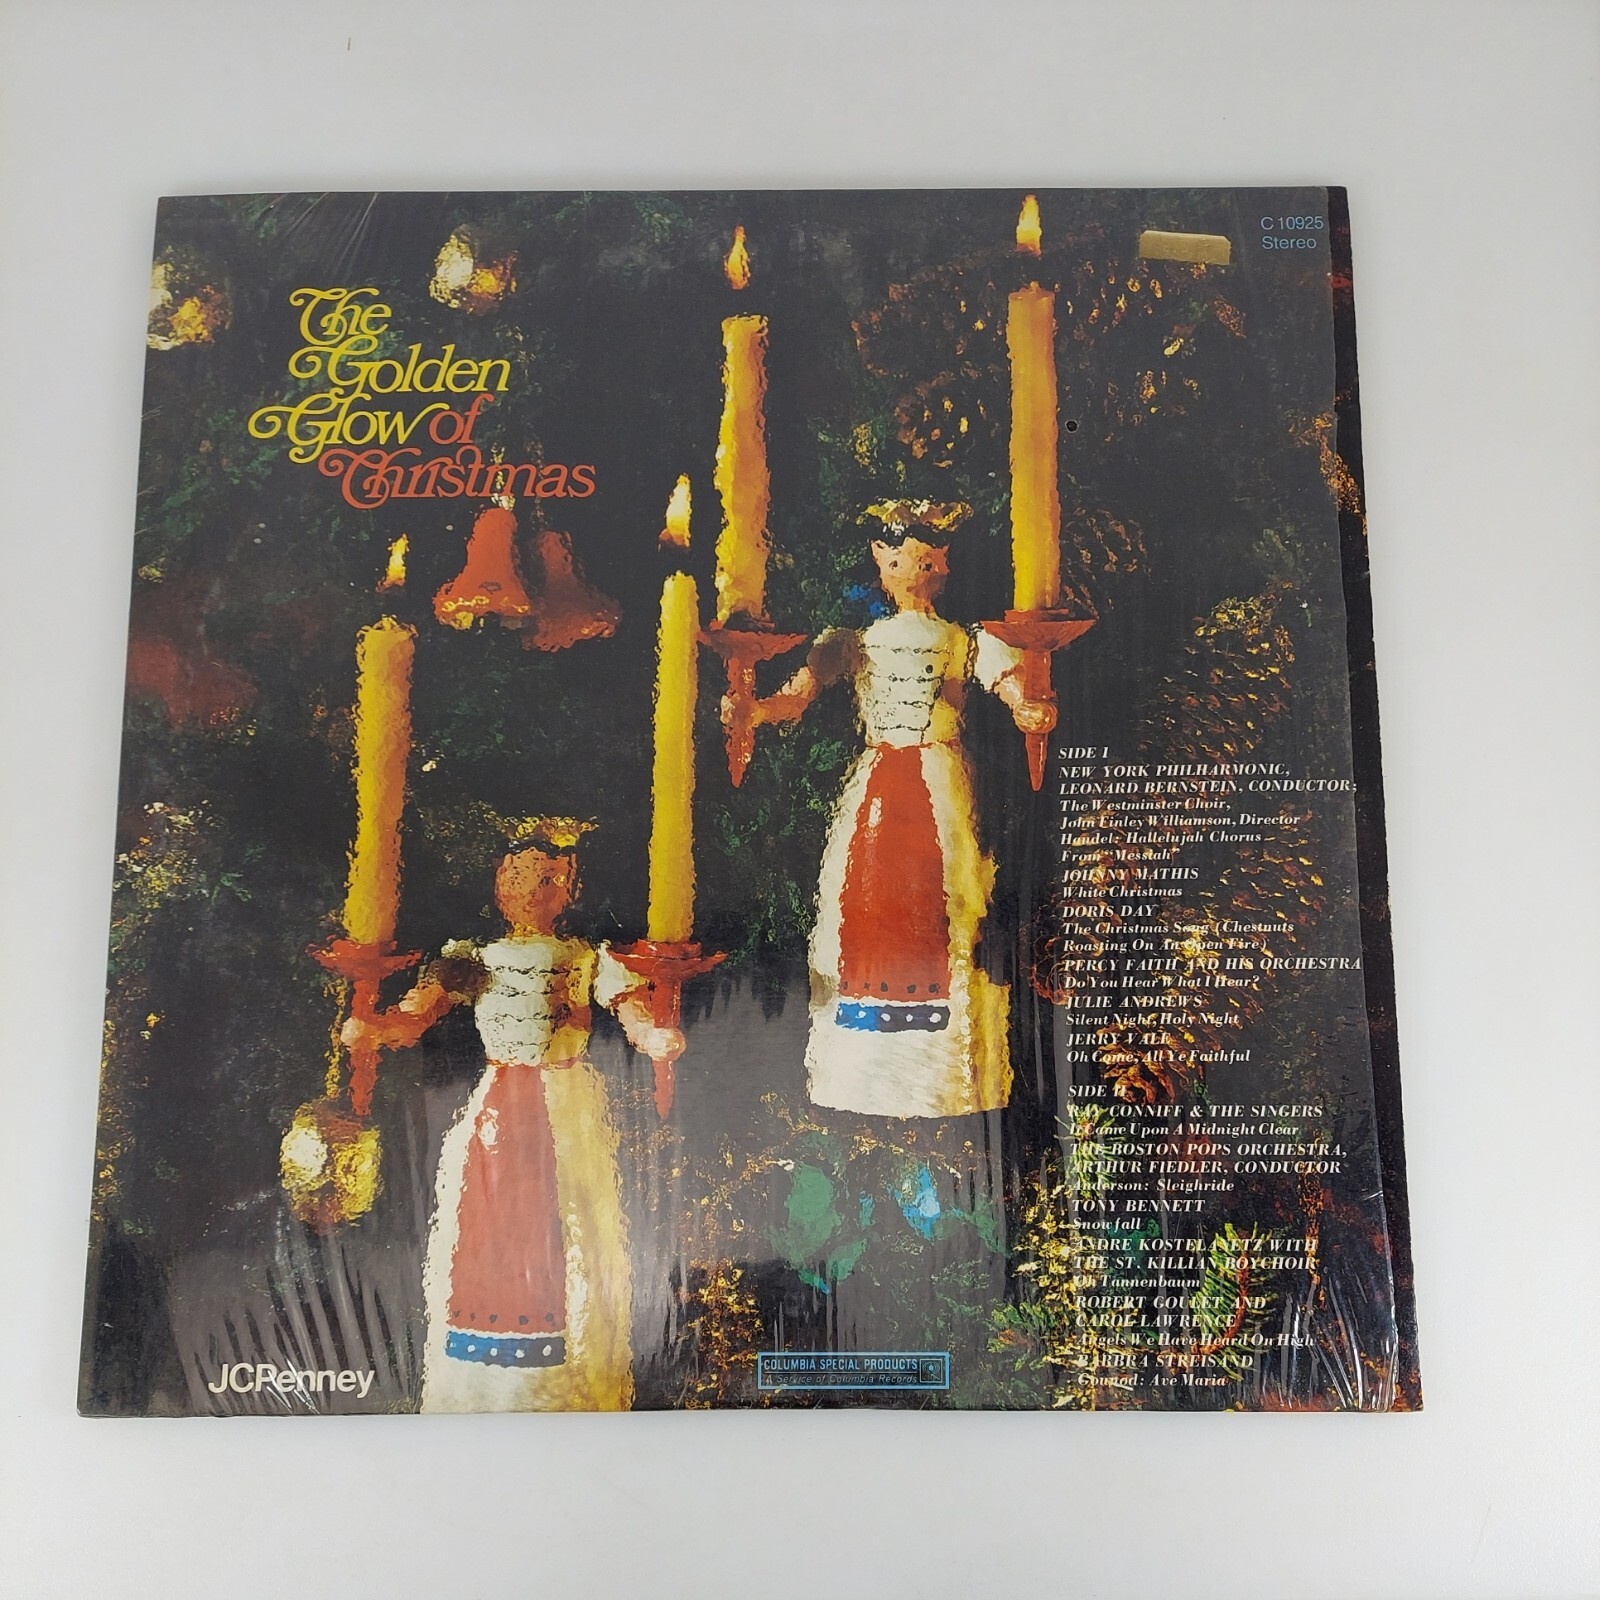 C 10925
Stereo
The
Golden
Glow of
Christmas
SIDE I
NEW YORK PHILHARMONIC,
LEONARD BERNSTEIN, CONDUCTOR;
The Westminster Choir,
John Finley Williamson, Director
Handel: Hallelujah Chorus
From "Messiah"
JOHNNY MATHIS
White Christmas
DORIS DAY
The Christmas Song (Chestnuts
Roasting On An Open Fire)
PERCY FAITH AND HIS ORCHESTRA
Do You Hear What I Hear?
JULIE ANDREWS
Silent Night, Holy Night
JERRY VALE
Oh Come, All Ye Faithful
SIDE II
RAY CONNIFF & THE SINGERS
It Came Upon A Midnight Clear
THE BOSTON POPS ORCHESTRA,
ARTHUR FIEDLER, CONDUCTOR
Anderson: Sleighride
TONY BENNETT
Snowfall
ANDRE KOSTELANETZ WITH
THE ST. KILLIAN BOYCHOIR
Oh Tannenbaum
ROBERT GOULET AND
CAROL LAWRENCE
Angels We Have Heard On High
BARBRA STREISAND
Gounod: Ave Maria
JCPenney
COLUMBIA SPECIAL PRODUCTS
A Service of Columbia Records